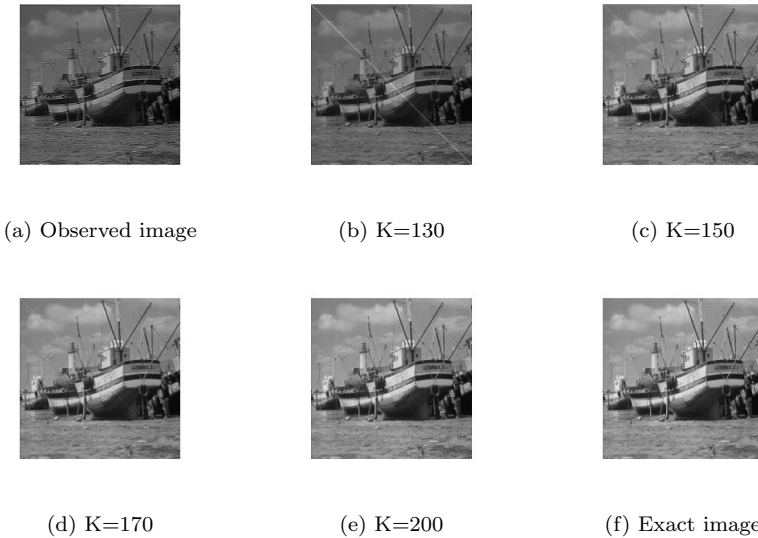 (a) Observed image
(b) K=130
(c) K=150
(d) K=170
(e) K=200
(f) Exact image